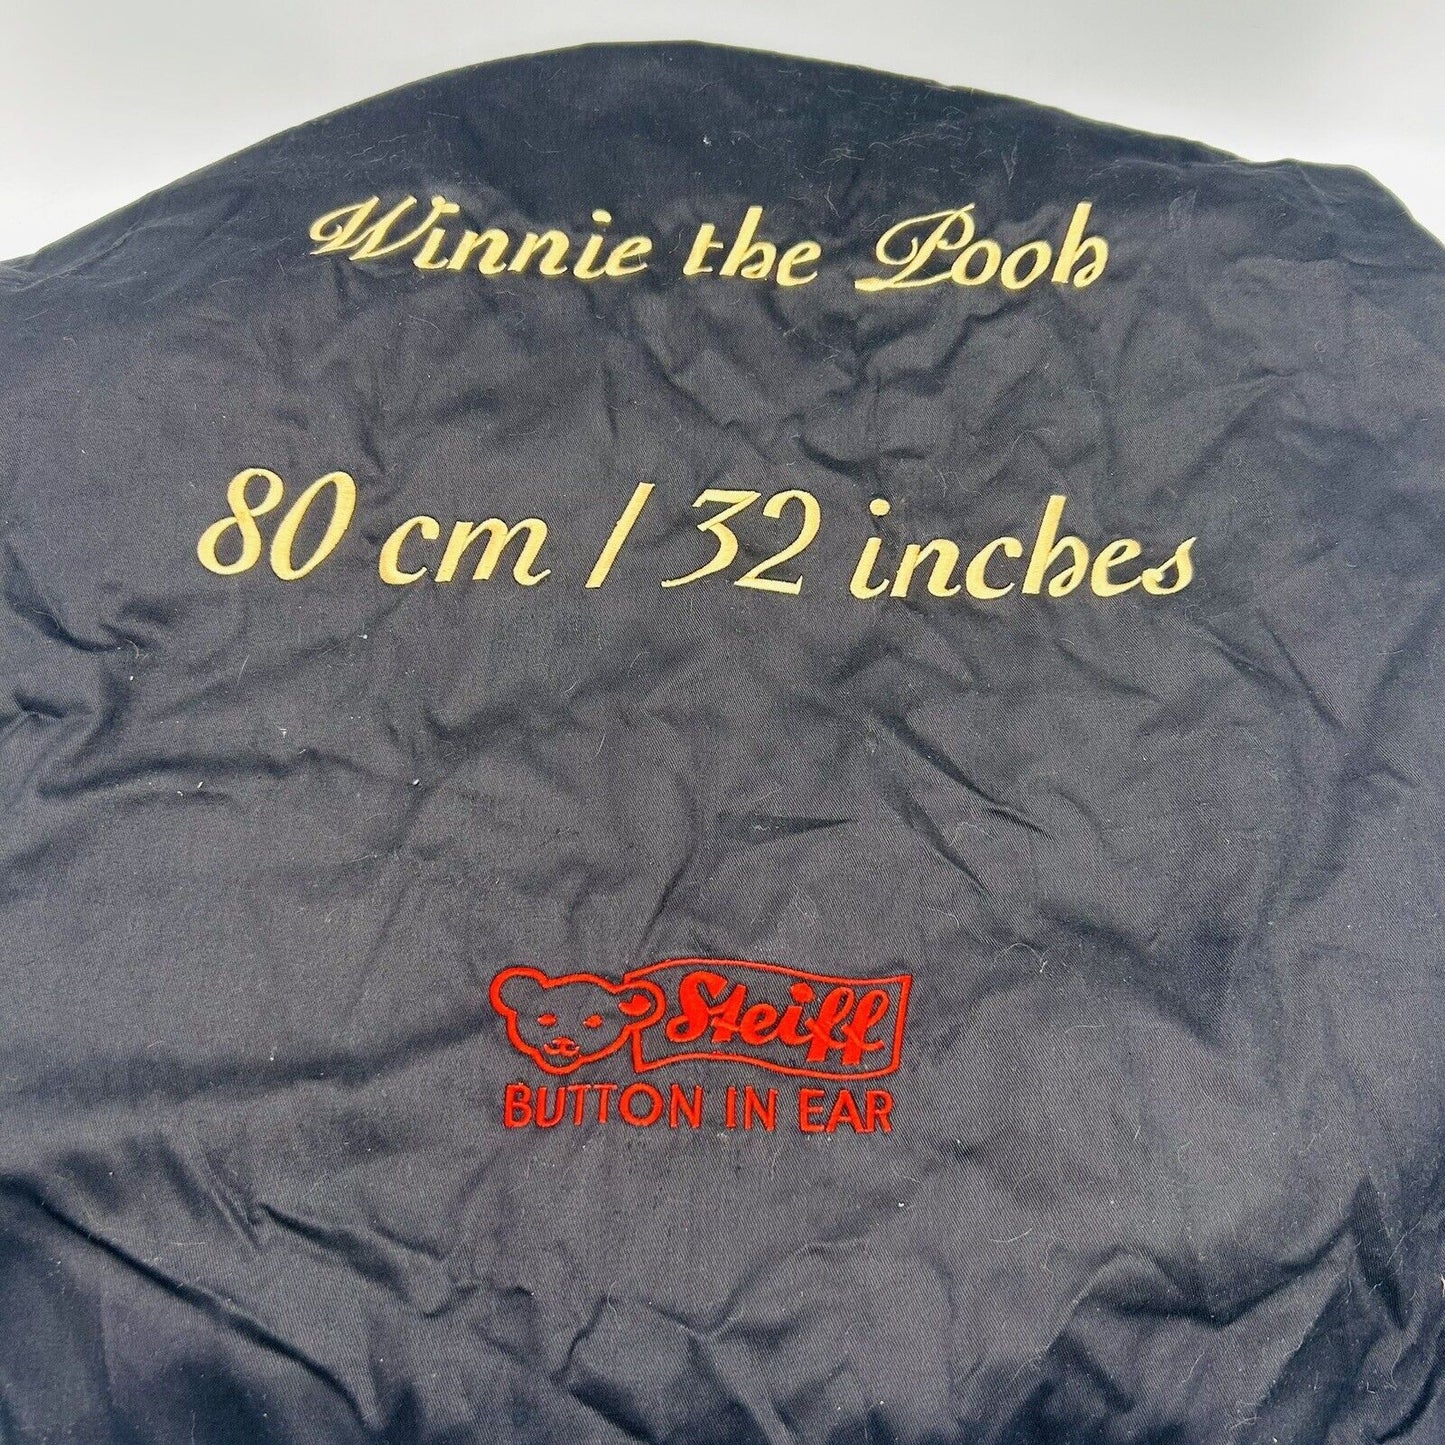 Winnie the Pooh
80 cm / 32 inches
Steiff
BUTTON IN EAR